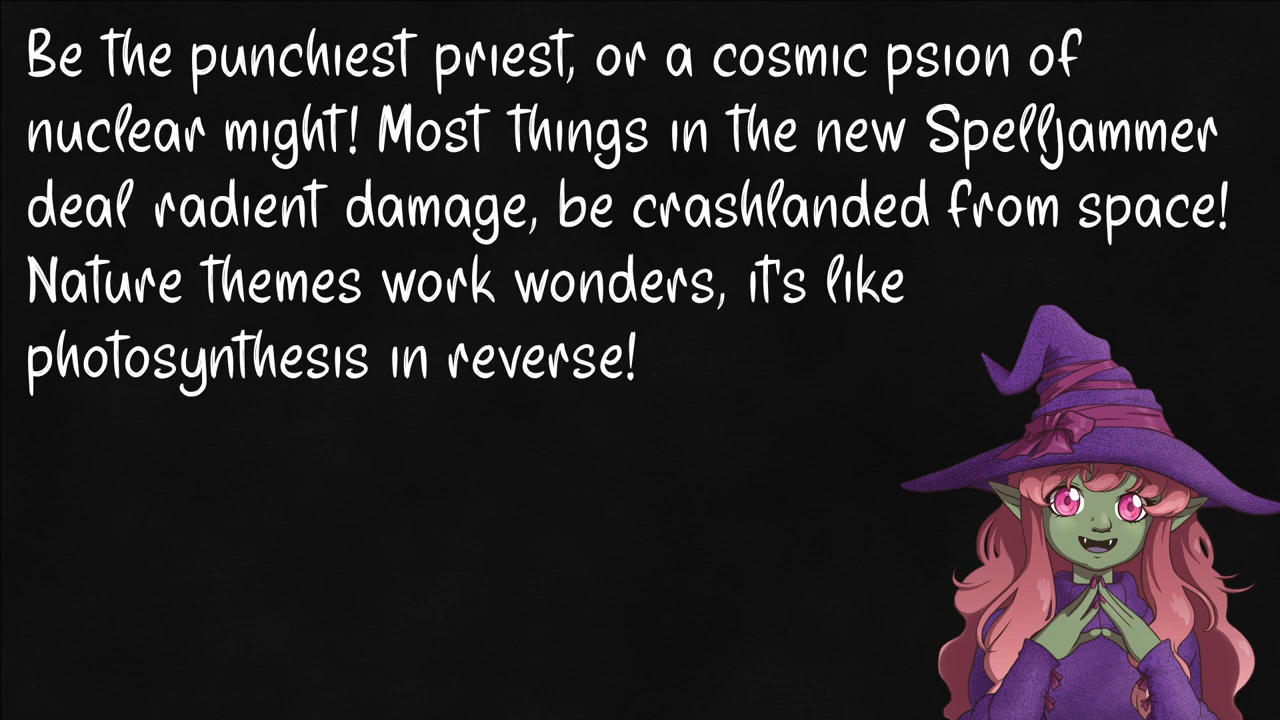 Be the punchiest priest, or a cosmic psion of
nuclear might! Most things in the new Spelljammer
deal radient damage, be crashlanded from space!
Nature themes work wonders, it's like
photosynthesis in reverse!